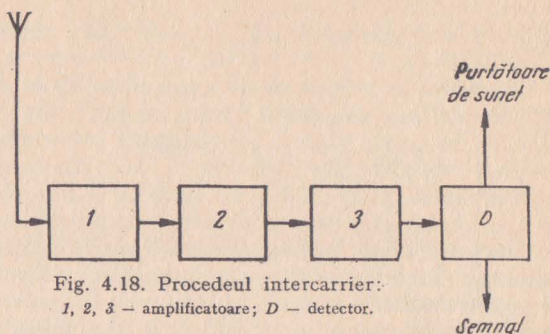 Purtătoare
de sunet
1
2
3
D
Fig. 4.18. Procedeul intercarrier:
1, 2, 3 — amplificatoare; D — detector.
Semnal